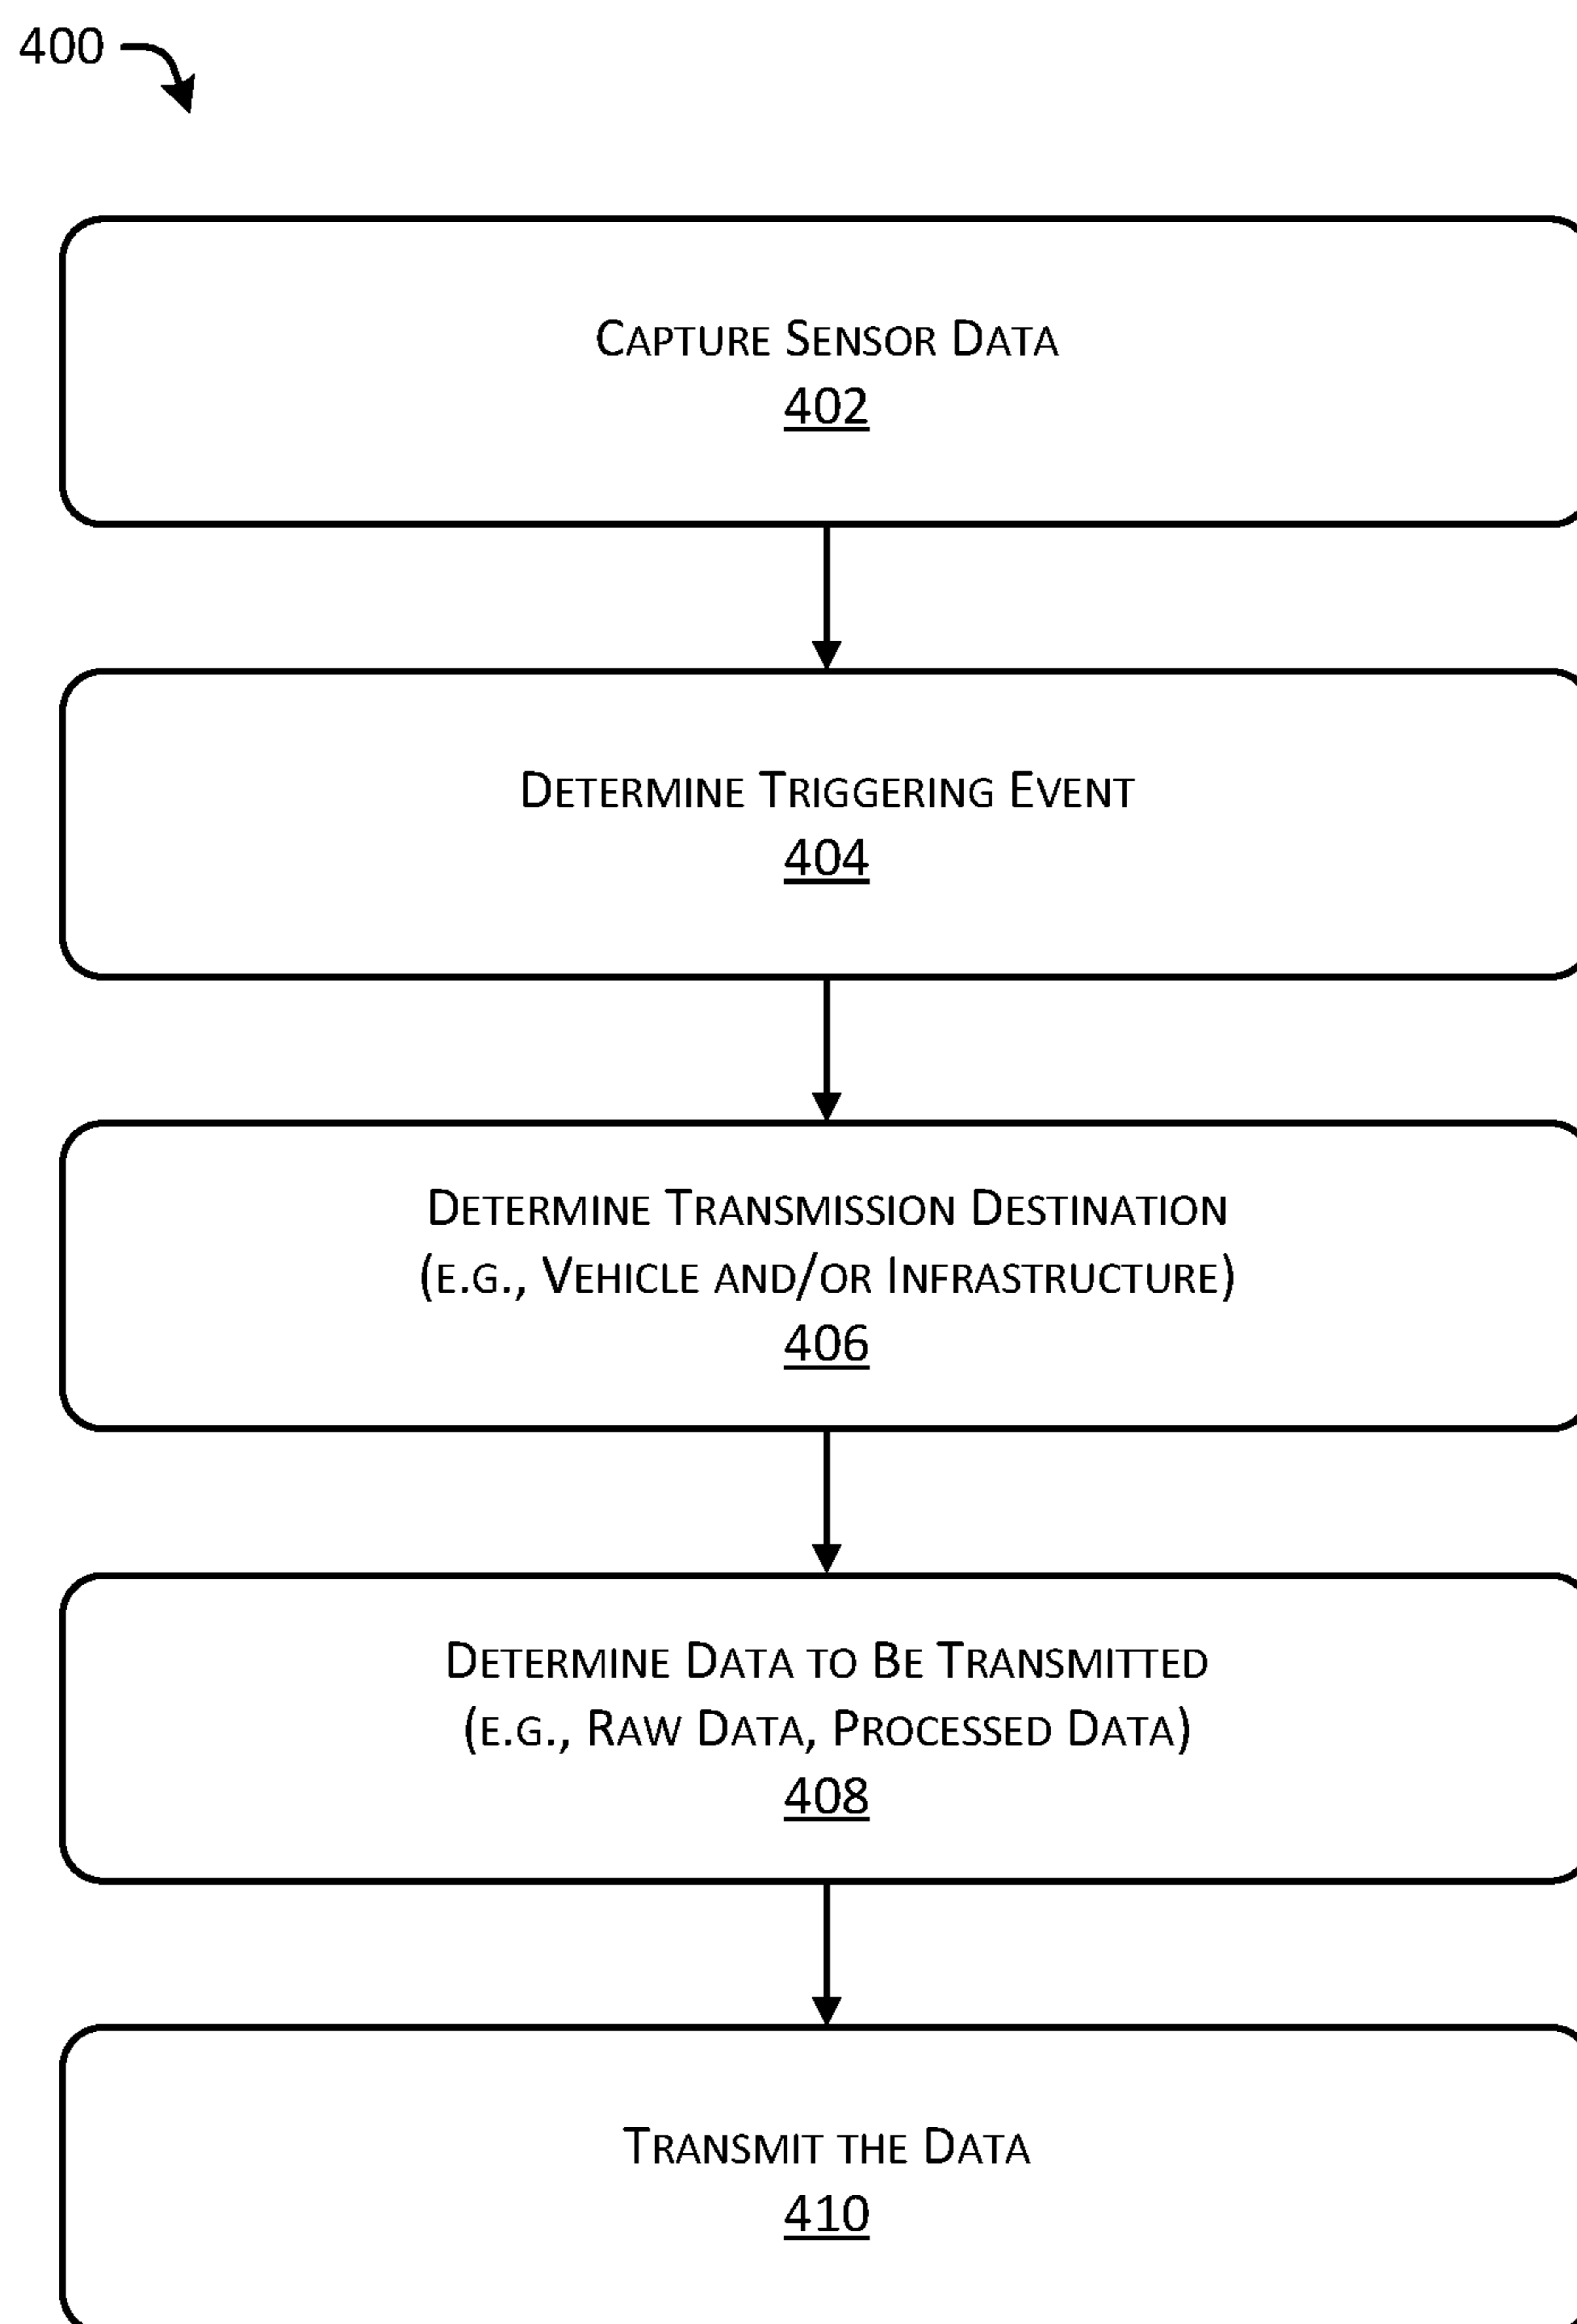 400
Capture Sensor Data
402
Determine Triggering Event
404
Determine Transmission Destination
(e.g., Vehicle and/or Infrastructure)
406
Determine Data to Be Transmitted
(e.g., Raw Data, Processed Data)
408
Transmit the Data
410